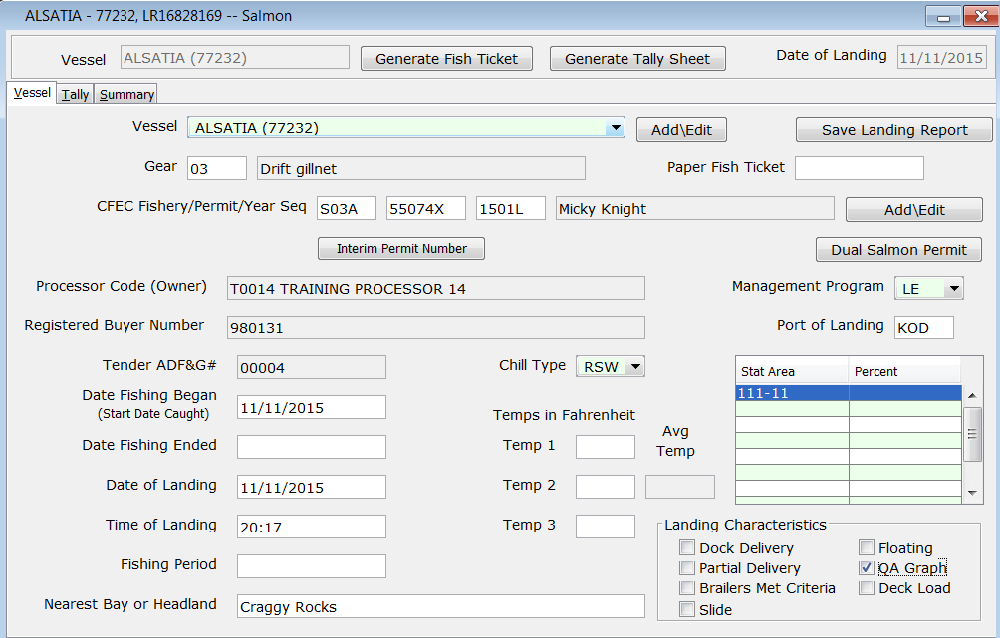 ALSATIA - 77232, LR16828169 -- Salmon
Vessel ALSATIA (77232) Generate Fish Ticket Generate Tally Sheet Date of Landing 11/11/2015
Vessel Tally Summary
Vessel ALSATIA (77232) Add\Edit Save Landing Report
Gear 03 Drift gillnet Paper Fish Ticket
CFEC Fishery/Permit/Year Seq S03A 55074X 1501L Micky Knight Add\Edit
Interim Permit Number Dual Salmon Permit
Processor Code (Owner) T0014 TRAINING PROCESSOR 14 Management Program LE
Registered Buyer Number 980131 Port of Landing KOD
Tender ADF&G# 00004 Chill Type RSW Stat Area Percent
111-11
Date Fishing Began
(Start Date Caught) 11/11/2015 Temps in Fahrenheit
Date Fishing Ended Temp 1 Avg
Temp
Date of Landing 11/11/2015 Temp 2
Time of Landing 20:17 Temp 3
Landing Characteristics
Dock Delivery Floating
Fishing Period Partial Delivery QA Graph
Brailers Met Criteria Deck Load
Nearest Bay or Headland Craggy Rocks Slide